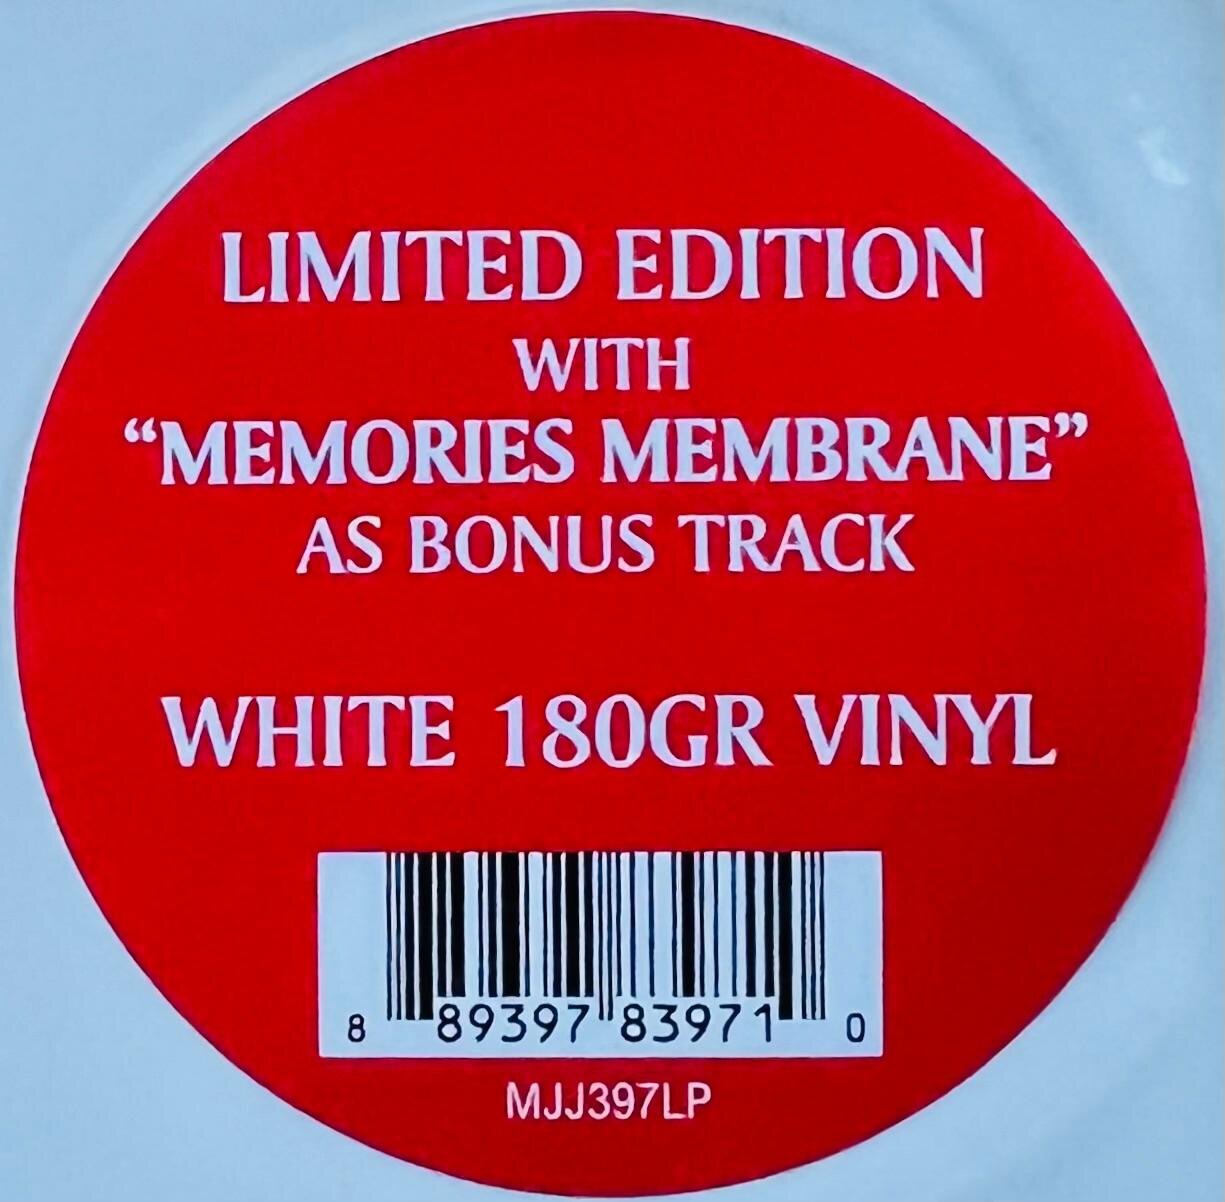 LIMITED EDITION
WITH
“MEMORIES MEMBRANE”
AS BONUS TRACK
WHITE 180GR VINYL
8 89397 83971 0
MJJ397LP